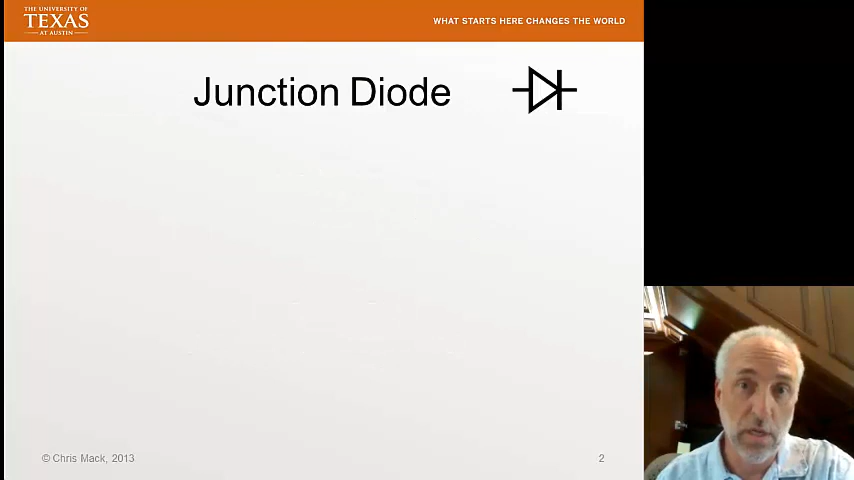 THE UNIVERSITY OF
TEXAS
AT AUSTIN
WHAT STARTS HERE CHANGES THE WORLD
Junction Diode
© Chris Mack, 2013
2